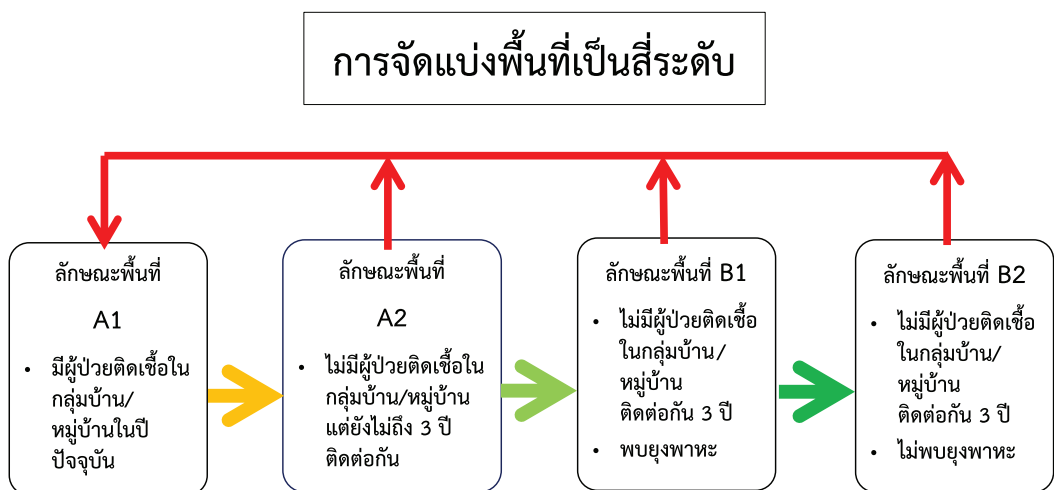 การจัดแบ่งพื้นที่เป็นสี่ระดับ
ลักษณะพื้นที่
A1
• มีผู้ป่วยติดเชื้อใน
กลุ่มบ้าน/
หมู่บ้านในปี
ปัจจุบัน
ลักษณะพื้นที่
A2
• ไม่มีผู้ป่วยติดเชื้อใน
กลุ่มบ้าน/หมู่บ้าน
แต่ยังไม่ถึง 3 ปี
ติดต่อกัน
ลักษณะพื้นที่ B1
• ไม่มีผู้ป่วยติดเชื้อ
ในกลุ่มบ้าน/
หมู่บ้าน
ติดต่อกัน 3 ปี
• พบยุงพาหะ
ลักษณะพื้นที่ B2
• ไม่มีผู้ป่วยติดเชื้อ
ในกลุ่มบ้าน/
หมู่บ้าน
ติดต่อกัน 3 ปี
• ไม่พบยุงพาหะ